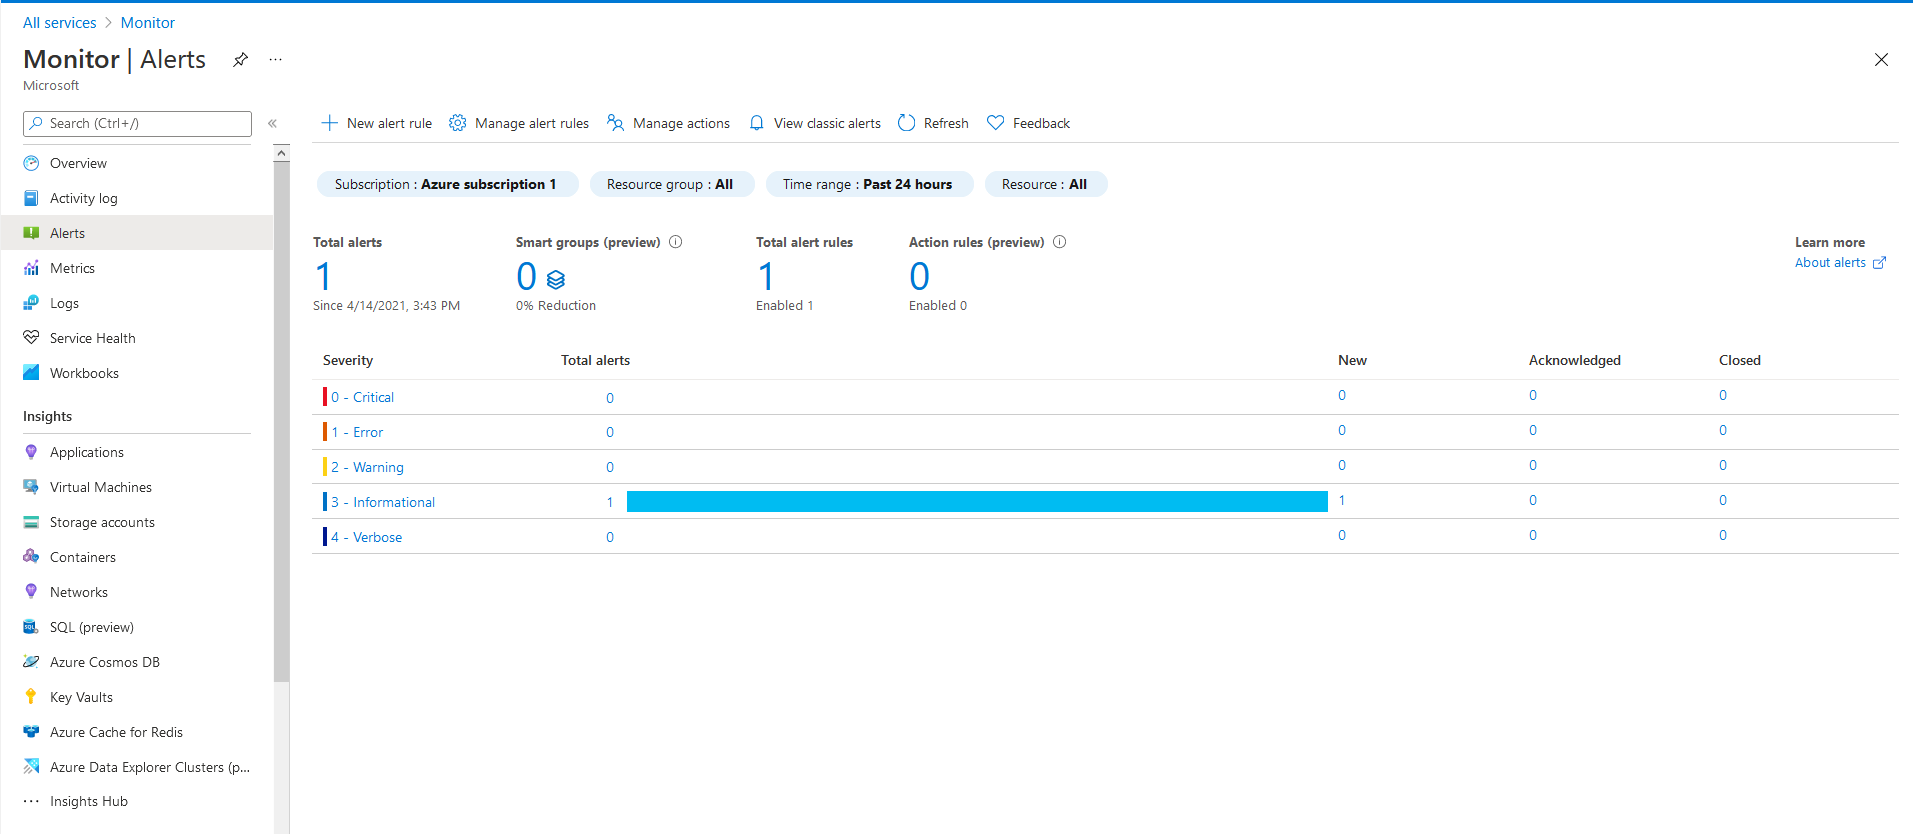 All services > Monitor
Monitor | Alerts ...
Microsoft
Search (Ctrl+/) «
Overview
Activity log
Alerts
Metrics
Logs
Service Health
Workbooks
Insights
Applications
Virtual Machines
Storage accounts
Containers
Networks
SQL (preview)
Azure Cosmos DB
Key Vaults
Azure Cache for Redis
Azure Data Explorer Clusters (p...
... Insights Hub
New alert rule Manage alert rules Manage actions View classic alerts Refresh Feedback
Subscription : Azure subscription 1 Resource group : All Time range : Past 24 hours Resource : All
Total alerts Smart groups (preview) Total alert rules Action rules (preview) Learn more
About alerts
1 0 1 0
Since 4/14/2021, 3:43 PM 0% Reduction Enabled 1 Enabled 0
Severity Total alerts New Acknowledged Closed
0 - Critical 0 0 0 0
1 - Error 0 0 0 0
2 - Warning 0 0 0 0
3 - Informational 1 1 0 0
4 - Verbose 0 0 0 0